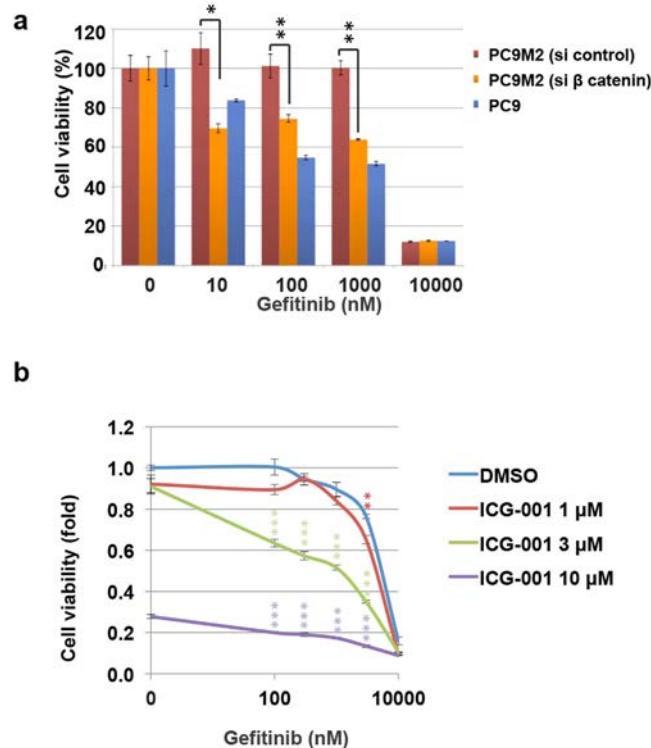 a
* ** **
120
100
80
60
40
20
0
Cell viability (%)
0 10 100 1000 10000
Gefitinib (nM)
PC9M2 (si control)
PC9M2 (si β catenin)
PC9
b
1.2
1.0
0.8
0.6
0.4
0.2
0.0
Cell viability (fold)
**
*** *** *** ***
*** *** *** ***
0 100 10000
Gefitinib (nM)
DMSO
ICG-001 1 μM
ICG-001 3 μM
ICG-001 10 μM